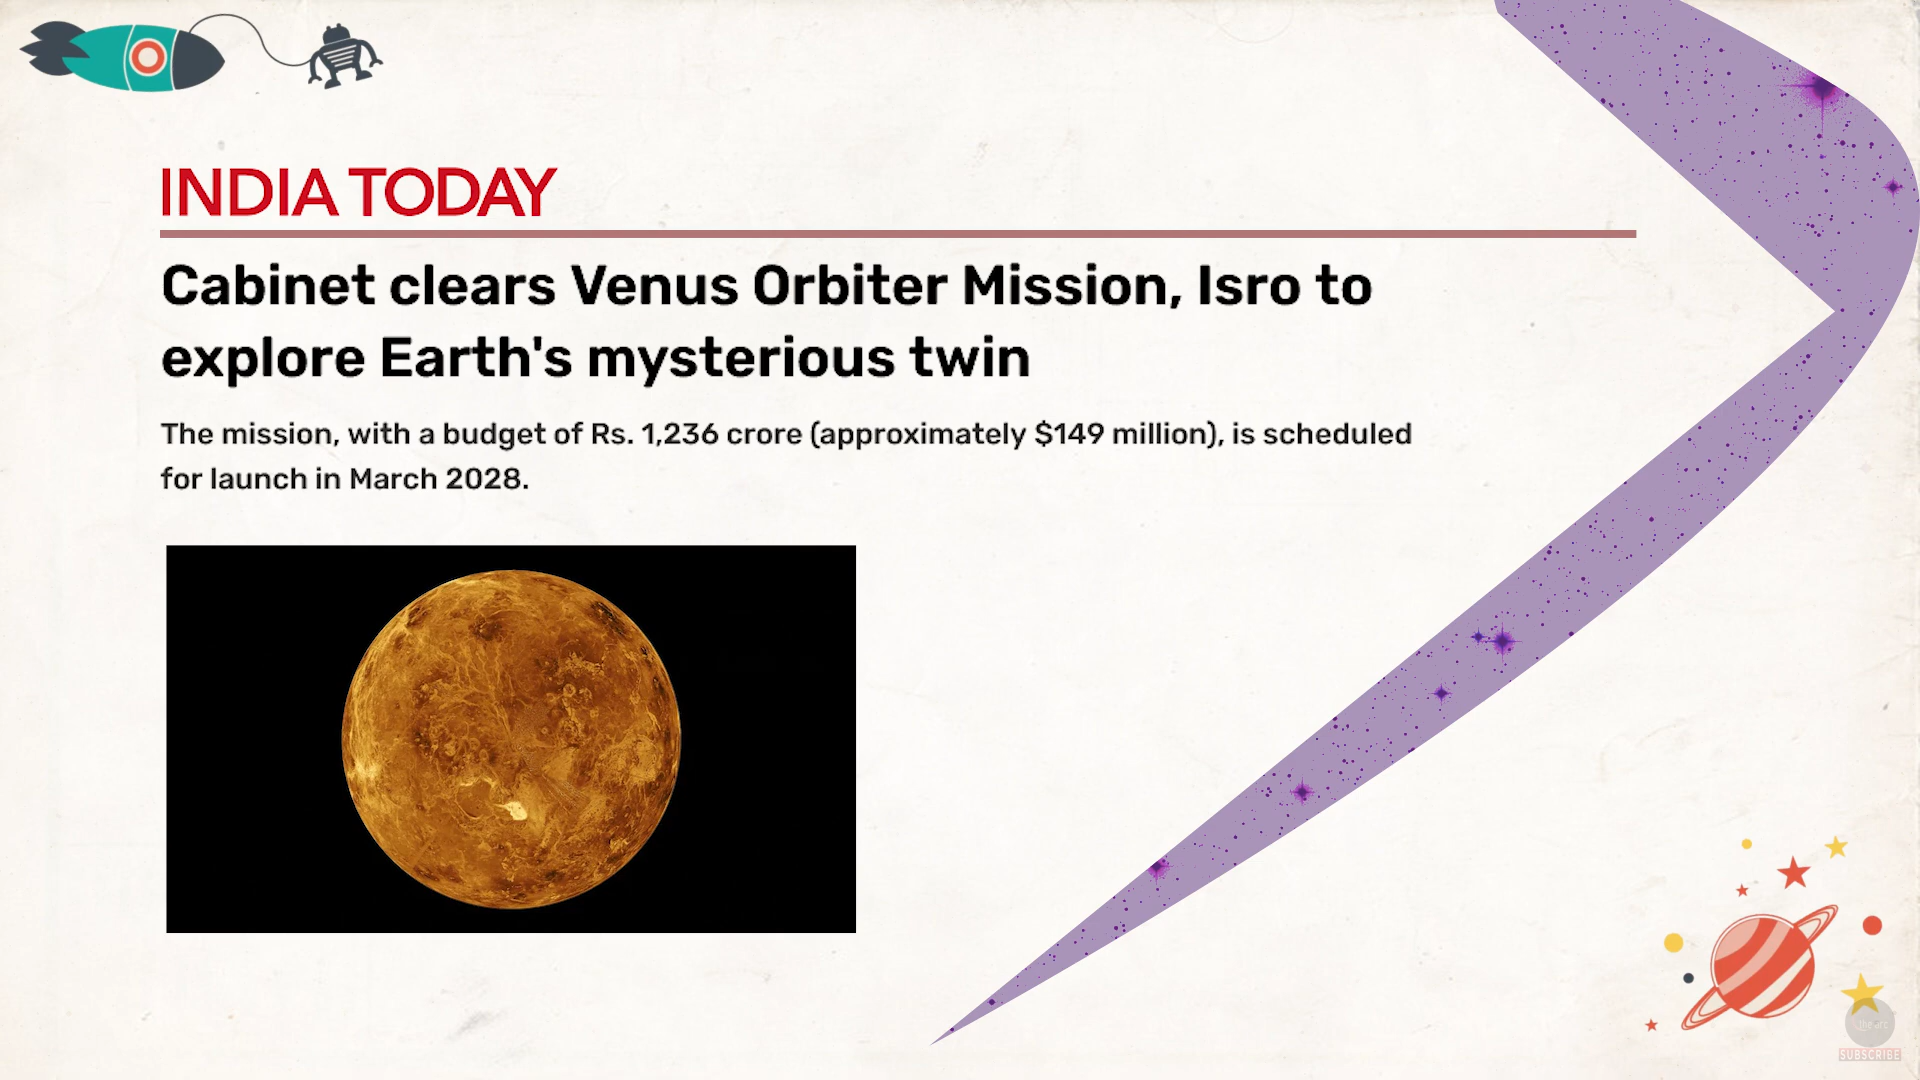 INDIA TODAY
Cabinet clears Venus Orbiter Mission, Isro to
explore Earth's mysterious twin
The mission, with a budget of Rs. 1,236 crore (approximately $149 million), is scheduled
for launch in March 2028.
SUBSCRIBE